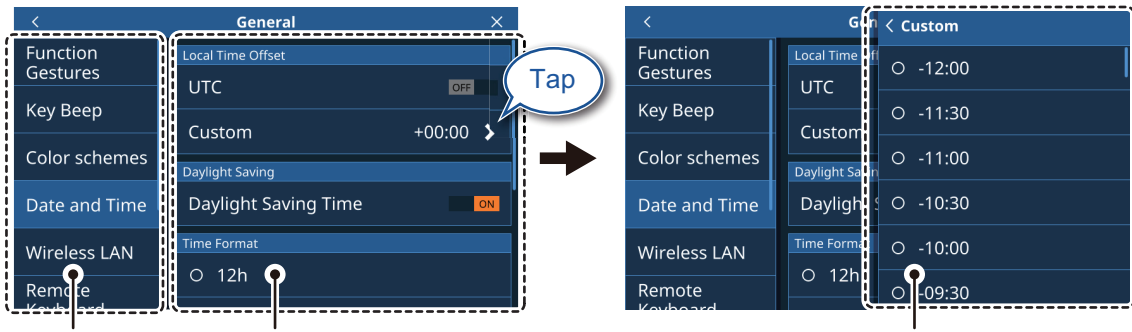 General
Function
Gestures
Key Beep
Color schemes
Date and Time
Wireless LAN
Remote
Keyboard
Local Time Offset
UTC
OFF
Custom +00:00
Daylight Saving
Daylight Saving Time
ON
Time Format
12h
Tap
Function
Gestures
Key Beep
Color schemes
Date and Time
Wireless LAN
Remote
Keyboard
Local Time
UTC
Custom
Daylight
Time
12h
Custom
-12:00
-11:30
-11:00
-10:30
-10:00
-09:30